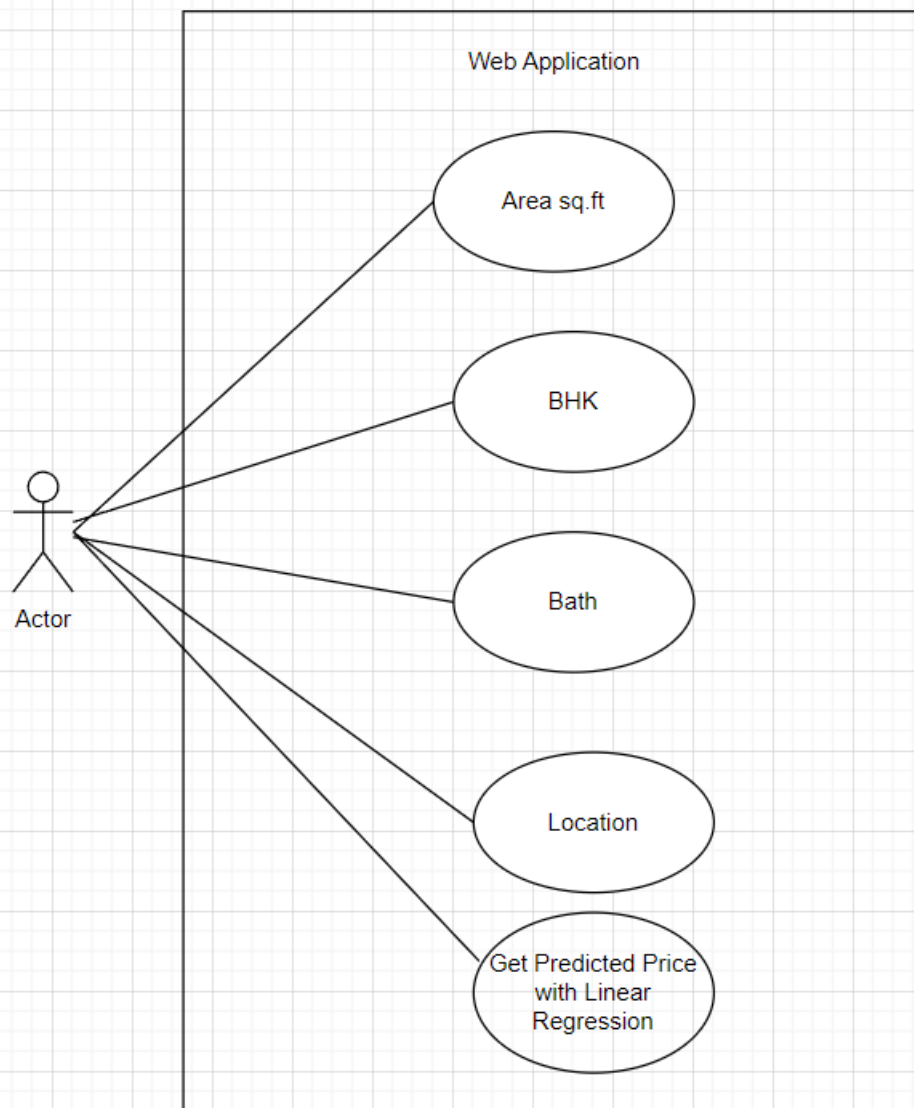 Web Application
Area sq.ft
BHK
Bath
Actor
Location
Get Predicted Price
with Linear
Regression